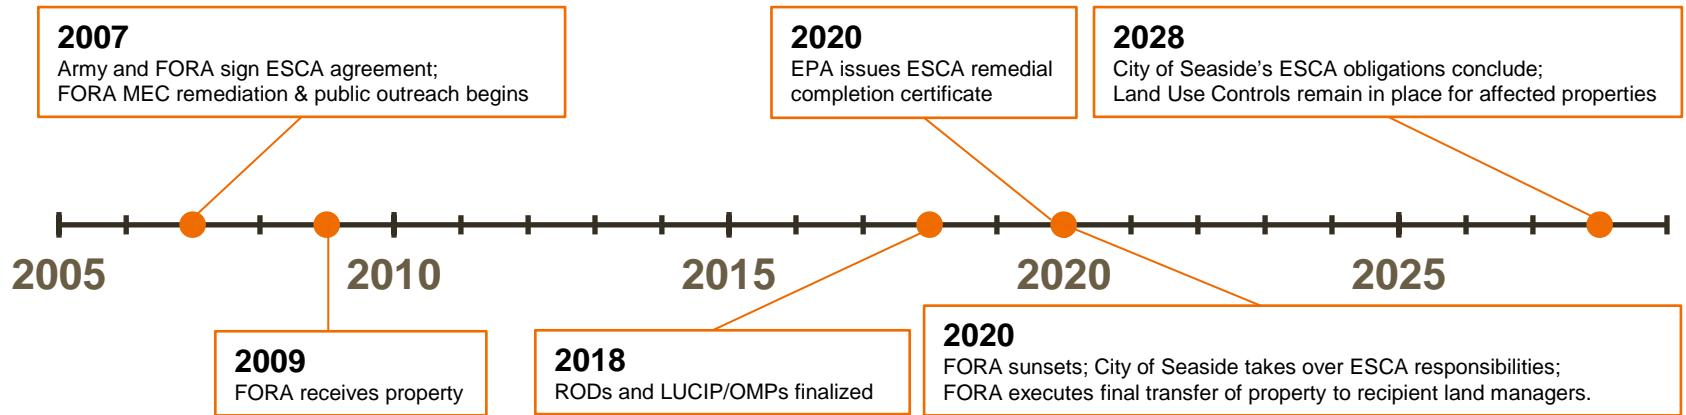 2007
Army and FORA sign ESCA agreement;
FORA MEC remediation & public outreach begins
2020
EPA issues ESCA remedial
completion certificate
2028
City of Seaside's ESCA obligations conclude;
Land Use Controls remain in place for affected properties
2005
2010
2015
2020
2025
2009
FORA receives property
2018
RODs and LUCIP/OMPs finalized
2020
FORA sunsets; City of Seaside takes over ESCA responsibilities;
FORA executes final transfer of property to recipient land managers.